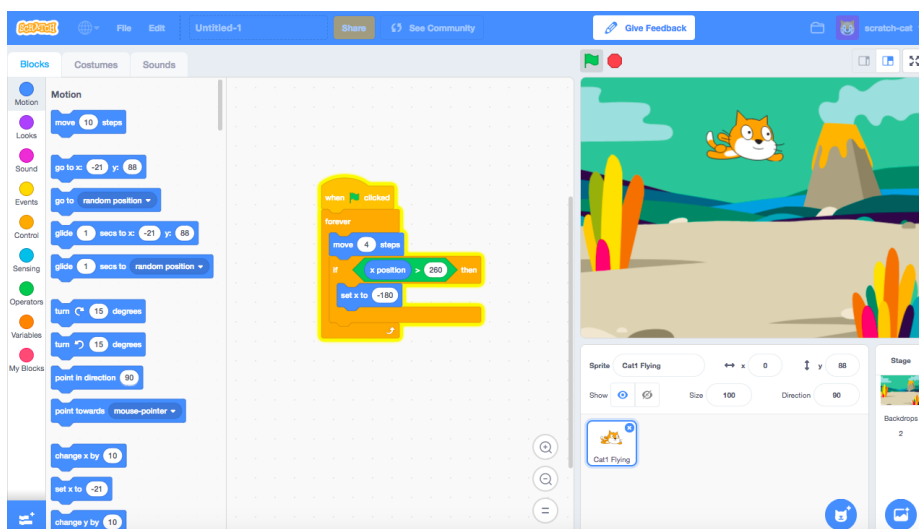 SCRATCH File Edit Untitled-1 Share See Community Give Feedback scratch-cat
Blocks Costumes Sounds
Motion
Looks
Sound
Events
Control
Sensing
Operators
Variables
My Blocks
Motion
move 10 steps
go to x: -21 y: 88
go to random position
glide 1 secs to x: -21 y: 88
glide 1 secs to random position
turn 15 degrees
turn 15 degrees
point in direction 90
point towards mouse-pointer
change x by 10
set x to -21
change y by 10
when clicked
forever
move 4 steps
if x position > 260 then
set x to -180
Sprite Cat1 Flying x 0 y 88
Show Size 100 Direction 90
Cat1 Flying
Stage
Backdrops
2